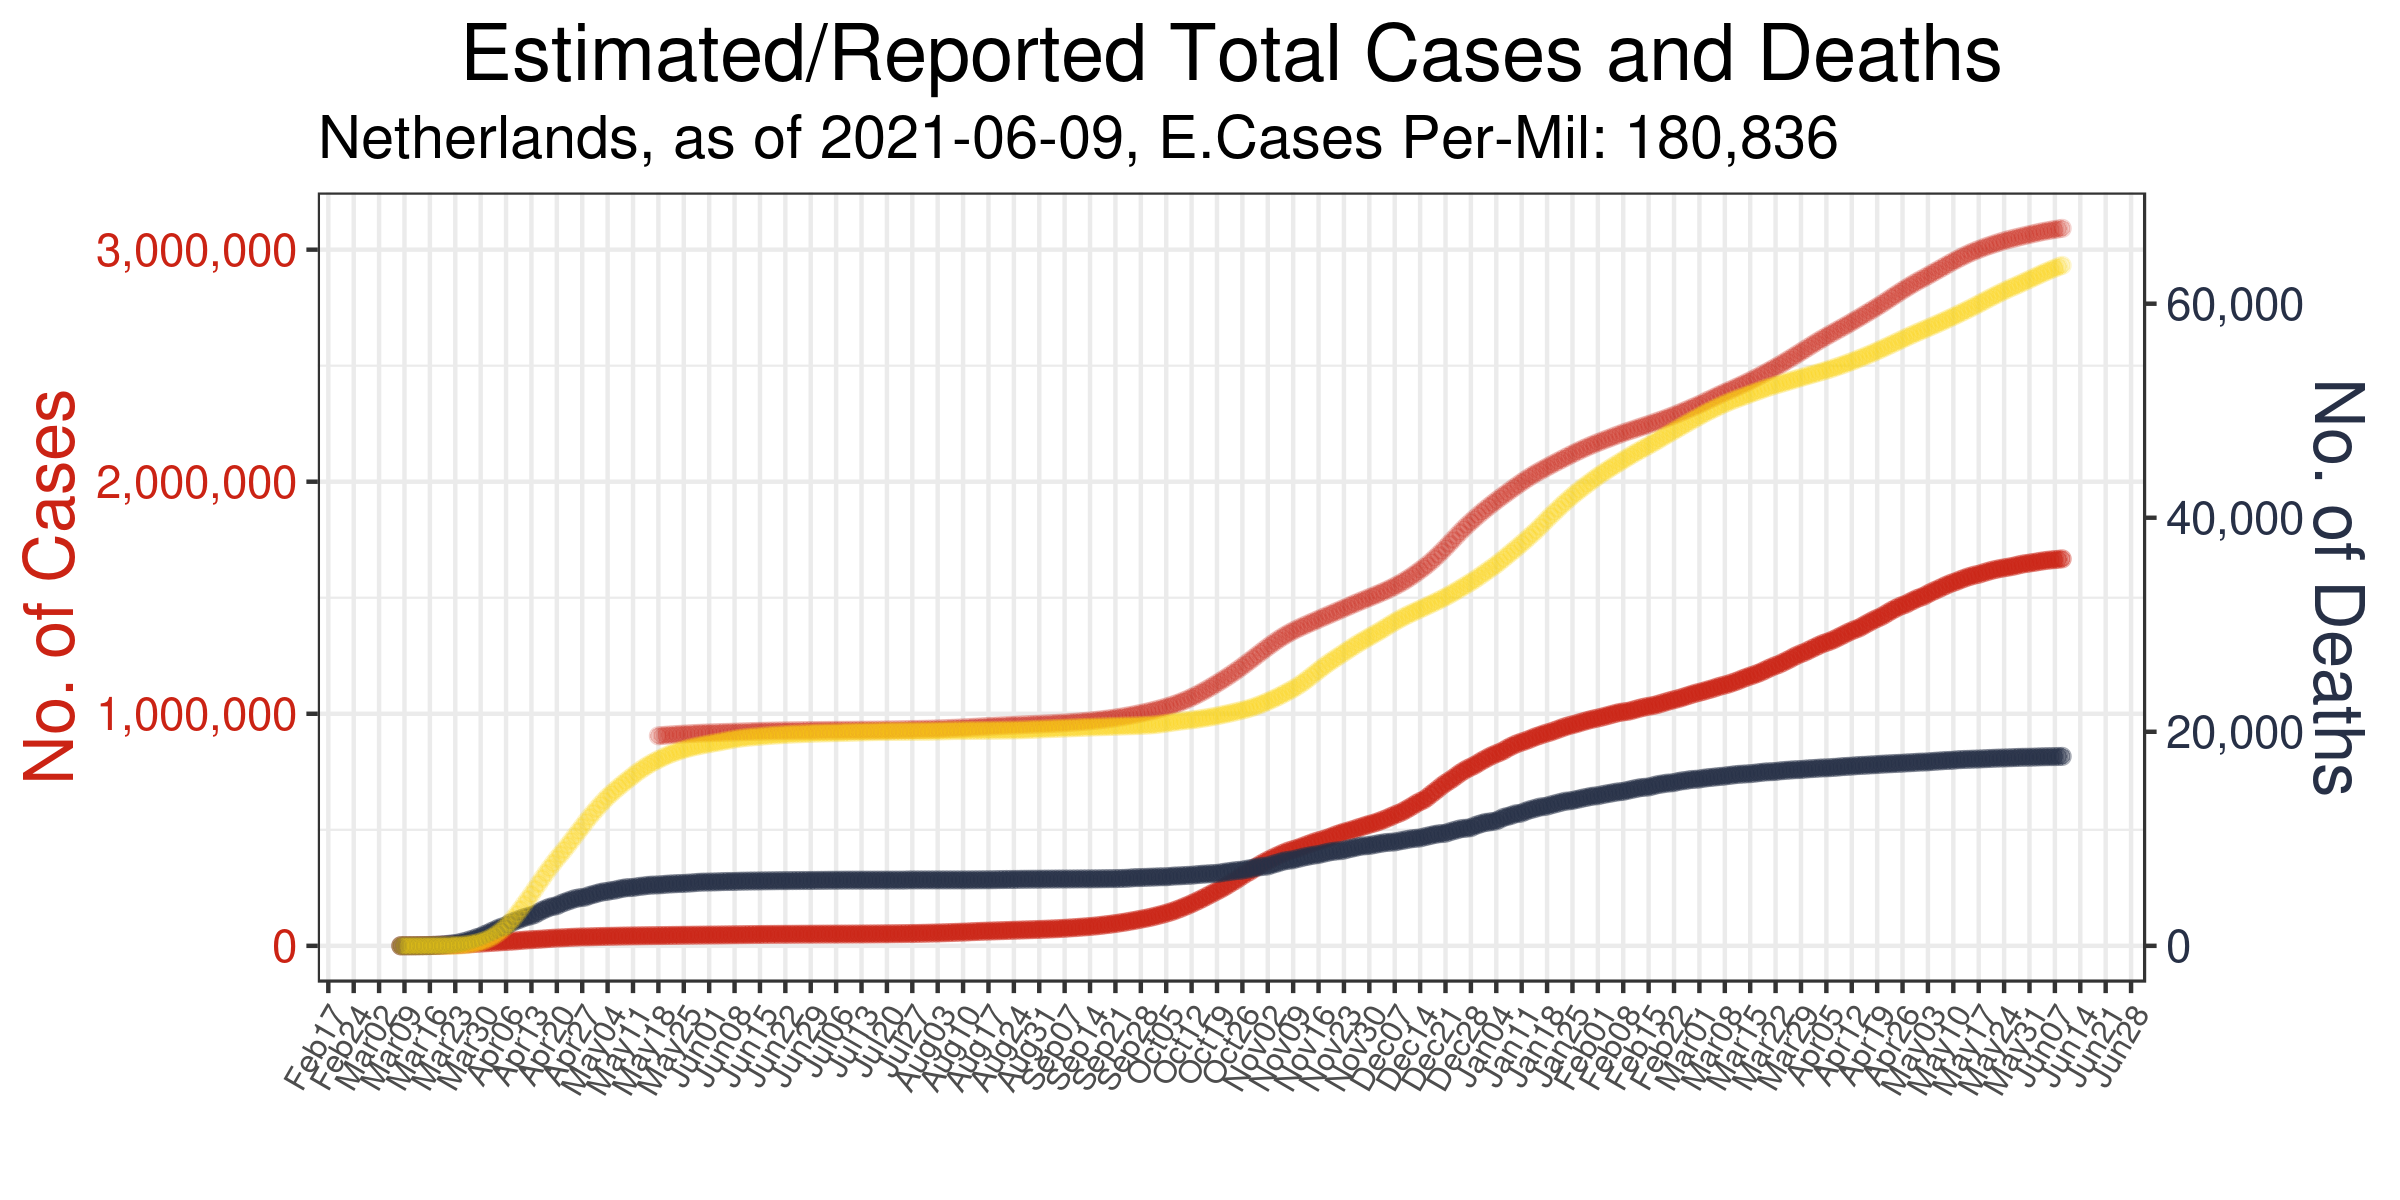 Estimated/Reported Total Cases and Deaths
Netherlands, as of 2021-06-09, E.Cases Per-Mil: 180,836
No. of Cases
3,000,000
2,000,000
1,000,000
0
60,000
40,000
20,000
0
No. of Deaths
Feb17
Feb24
Mar02
Mar09
Mar16
Mar23
Mar30
Apr06
Apr13
Apr20
Apr27
May04
May11
May18
May25
Jun01
Jun08
Jun15
Jun22
Jun29
Jul06
Jul13
Jul20
Jul27
Aug03
Aug10
Aug17
Aug24
Aug31
Sep07
Sep14
Sep21
Sep28
Oct05
Oct12
Oct19
Oct26
Nov02
Nov09
Nov16
Nov23
Nov30
Dec07
Dec14
Dec21
Dec28
Jan04
Jan11
Jan18
Jan25
Feb01
Feb08
Feb15
Feb22
Mar01
Mar08
Mar15
Mar22
Mar29
Apr05
Apr12
Apr19
Apr26
May03
May10
May17
May24
May31
Jun07
Jun14
Jun21
Jun28